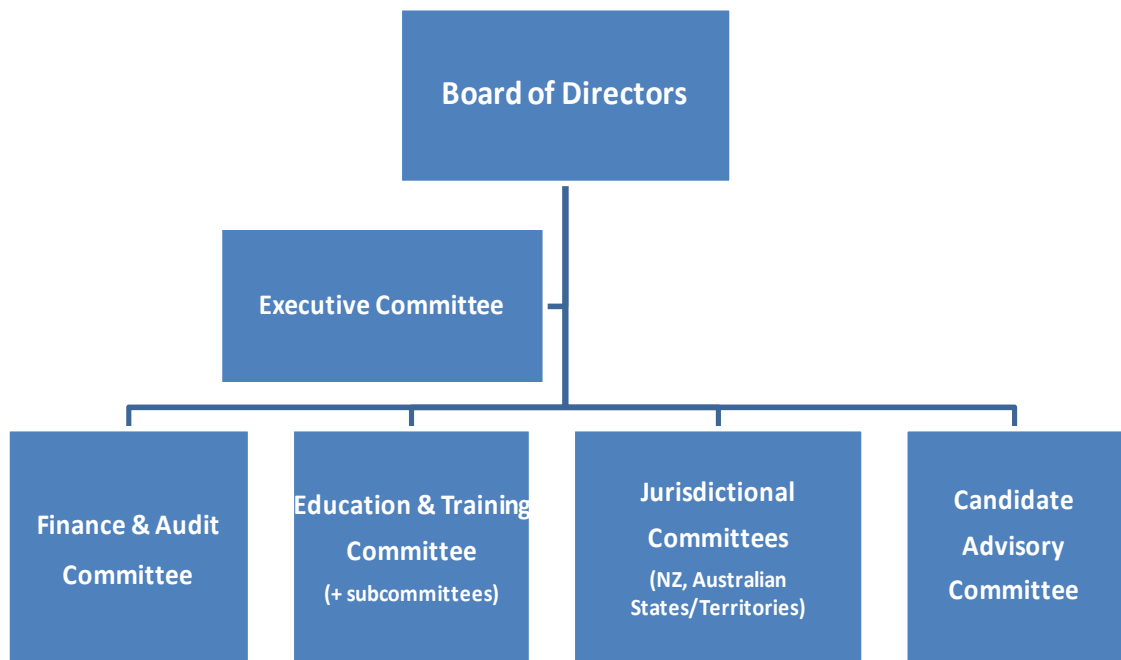 Board of Directors
Executive Committee
Finance & Audit
Committee
Education & Training
Committee
(+ subcommittees)
Jurisdictional
Committees
(NZ, Australian
States/Territories)
Candidate
Advisory
Committee